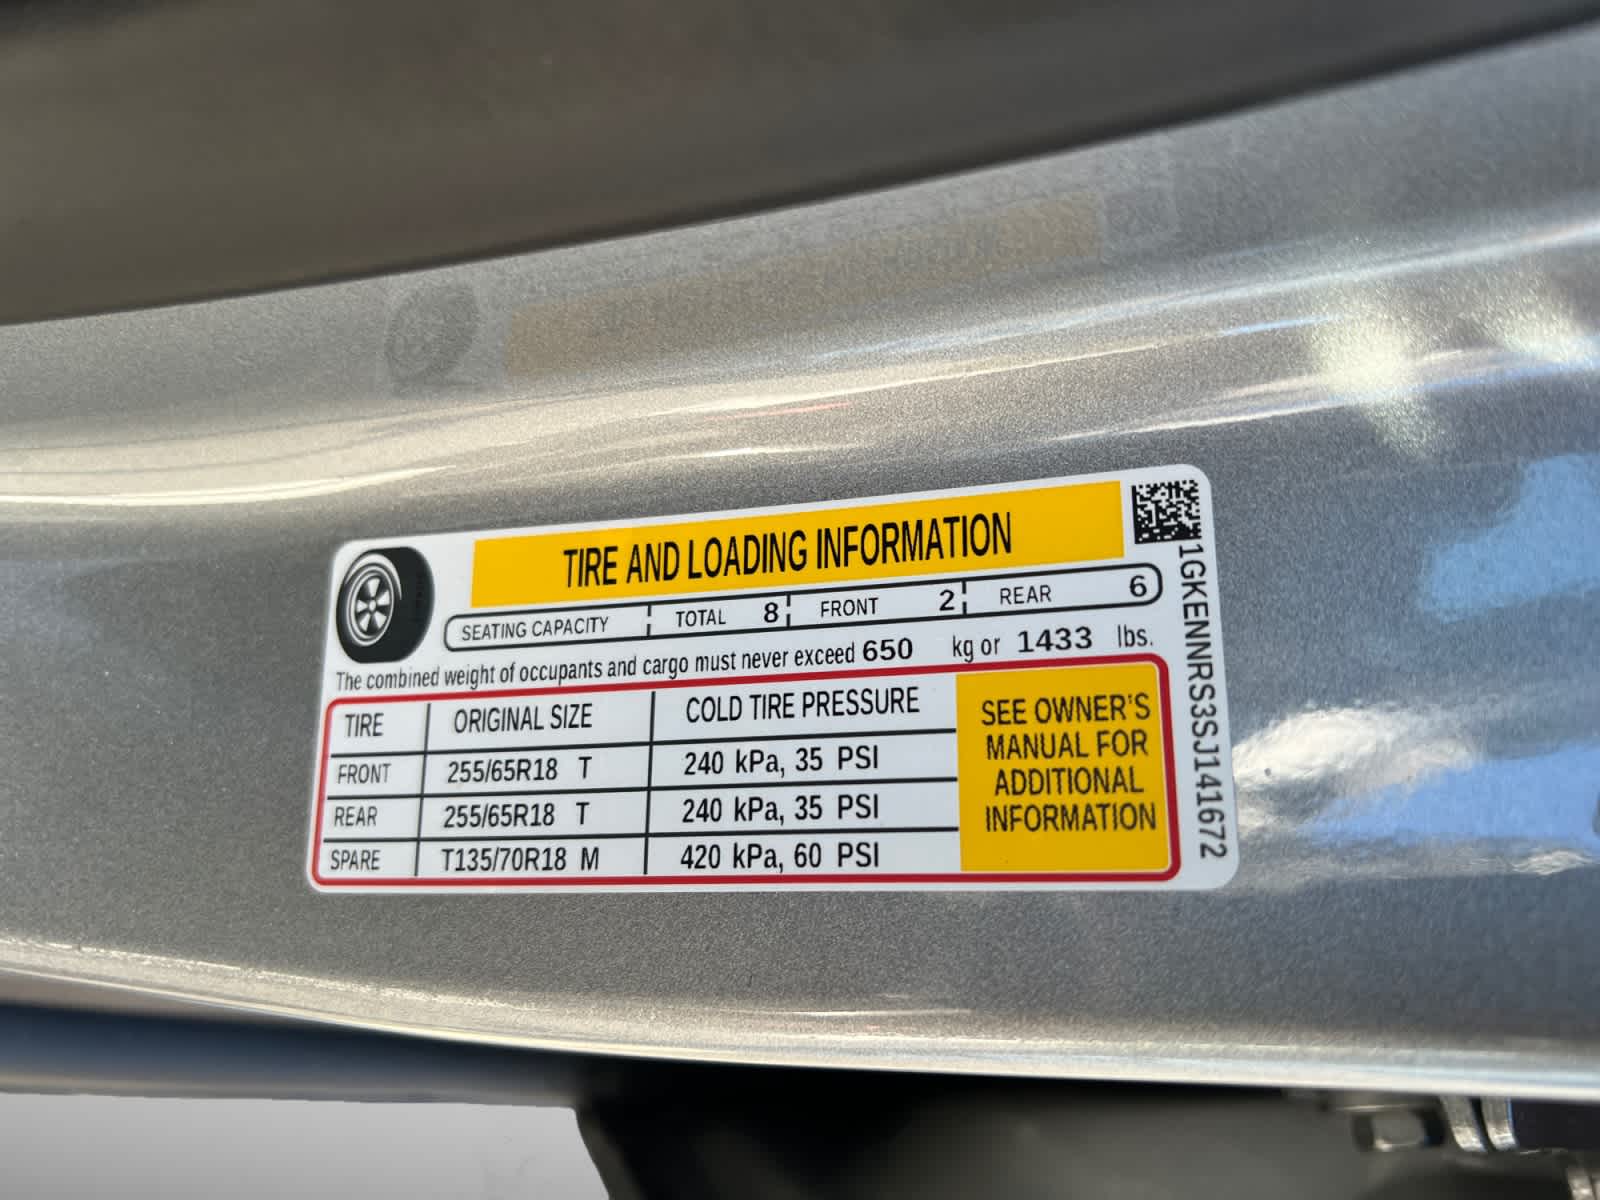 TIRE AND LOADING INFORMATION
SEATING CAPACITY TOTAL 8 FRONT 2 REAR 6
The combined weight of occupants and cargo must never exceed 650 kg or 1433 lbs.
TIRE ORIGINAL SIZE COLD TIRE PRESSURE
FRONT 255/65R18 T 240 kPa, 35 PSI
REAR 255/65R18 T 240 kPa, 35 PSI
SPARE T135/70R18 M 420 kPa, 60 PSI
SEE OWNER'S
MANUAL FOR
ADDITIONAL
INFORMATION
1GKENNRS3SJ141672